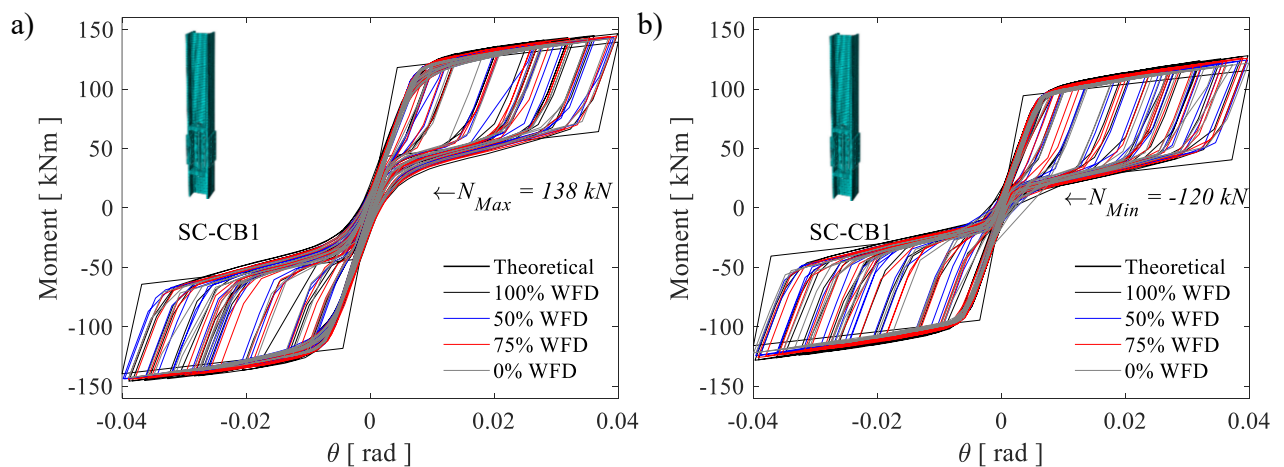 a)
Moment [ kNm]
150
100
50
0
-50
-100
-150
-0.04
-0.02
0
0.02
0.04
θ [ rad ]
SC-CB1
←N_Max = 138 kN
Theoretical
100% WFD
50% WFD
75% WFD
0% WFD
b)
Moment [ kNm]
150
100
50
0
-50
-100
-150
-0.04
-0.02
0
0.02
0.04
θ [ rad ]
SC-CB1
←N_Min = -120 kN
Theoretical
100% WFD
50% WFD
75% WFD
0% WFD